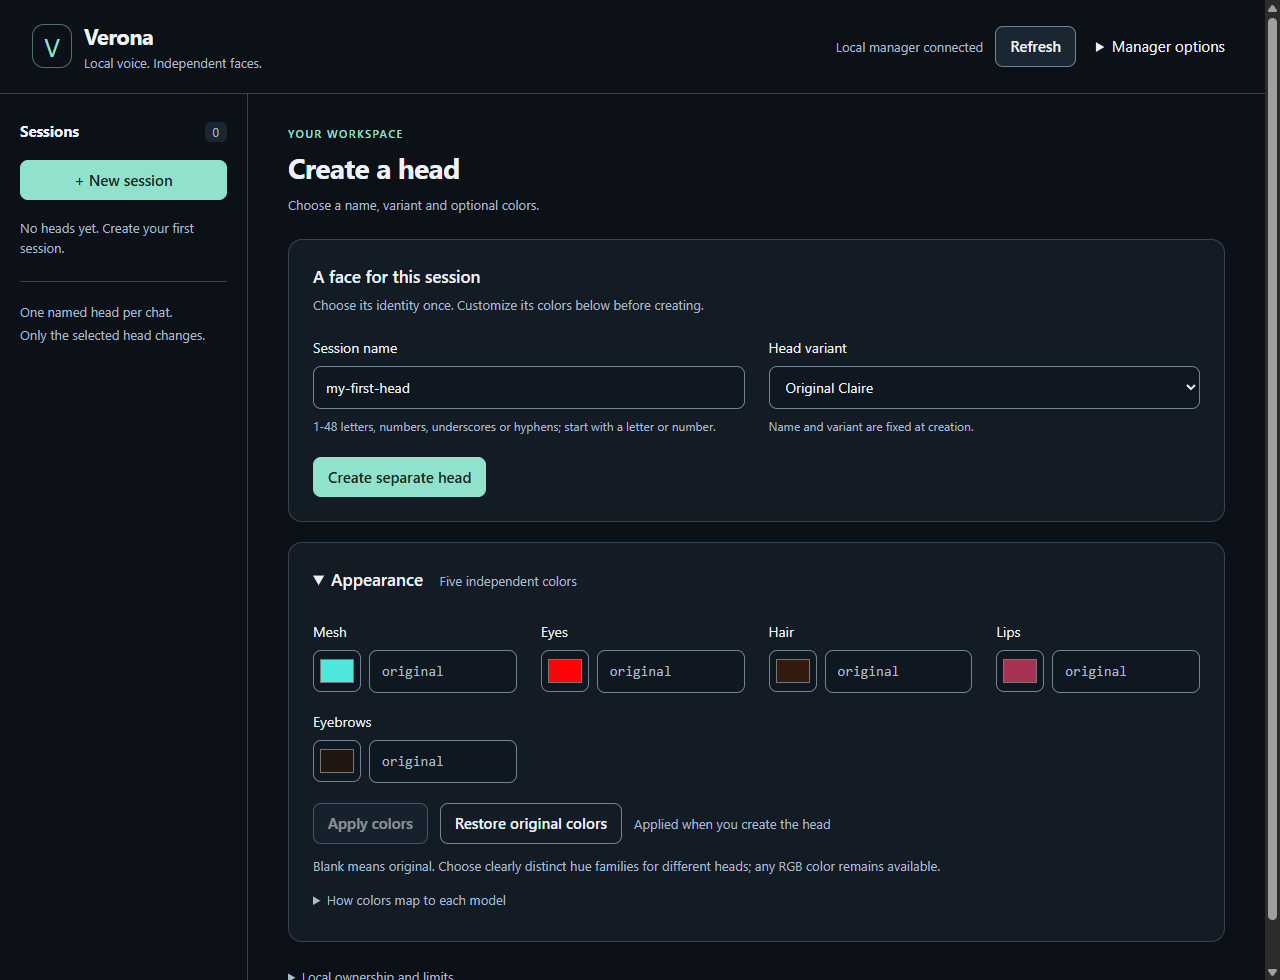 V
Verona
Local voice. Independent faces.
Local manager connected
Refresh
▶ Manager options
Sessions
0
+ New session
No heads yet. Create your first
session.
One named head per chat.
Only the selected head changes.
YOUR WORKSPACE
Create a head
Choose a name, variant and optional colors.
A face for this session
Choose its identity once. Customize its colors below before creating.
Session name
Head variant
my-first-head
Original Claire
1-48 letters, numbers, underscores or hyphens; start with a letter or number.
Name and variant are fixed at creation.
Create separate head
▼ Appearance Five independent colors
Mesh
Eyes
Hair
Lips
original
original
original
original
Eyebrows
original
Apply colors
Restore original colors
Applied when you create the head
Blank means original. Choose clearly distinct hue families for different heads; any RGB color remains available.
▶ How colors map to each model
▶ Local ownership and limits